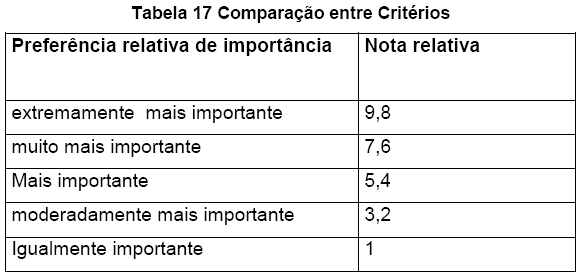 Tabela 17 Comparação entre Critérios
Preferência relativa de importância Nota relativa
extremamente mais importante 9,8
muito mais importante 7,6
Mais importante 5,4
moderadamente mais importante 3,2
Igualmente importante 1